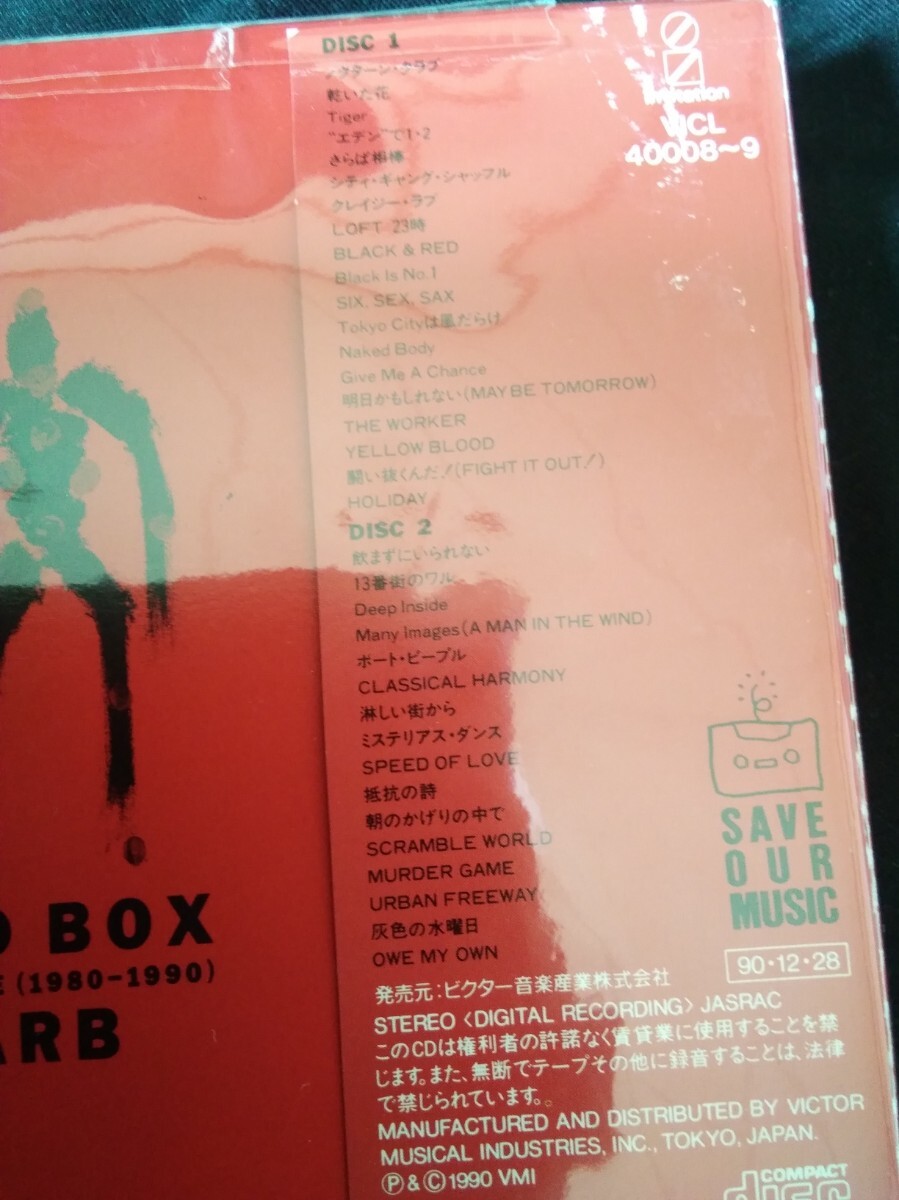 DISC 1
ノクターン・クラブ
乾いた花
Tiger
"エデン"で1・2
さらば相棒
シティ・ギャング・シャッフル
クレイジー・ラブ
LOFT 23時
BLACK & RED
Black Is No.1
SIX, SEX, SAX
Tokyo Cityは風だらけ
Naked Body
Give Me A Chance
明日かもしれない(MAY BE TOMORROW)
THE WORKER
YELLOW BLOOD
闘い抜くんだ!(FIGHT IT OUT!)
HOLIDAY
DISC 2
飲まずにいられない
13番街のワル
Deep Inside
Many Images(A MAN IN THE WIND)
ボート・ピープル
CLASSICAL HARMONY
淋しい街から
ミステリアス・ダンス
SPEED OF LOVE
抵抗の詩
朝のかげりの中で
SCRAMBLE WORLD
MURDER GAME
URBAN FREEWAY
灰色の水曜日
OWE MY OWN
Invitation
VICL
40008~9
SAVE
OUR
MUSIC
90・12・28
発売元:ビクター音楽産業株式会社
STEREO 〈DIGITAL RECORDING〉 JASRAC
このCDは権利者の許諾なく賃貸業に使用することを禁
じます。また、無断でテープその他に録音することは、法律
で禁じられています。
MANUFACTURED AND DISTRIBUTED BY VICTOR
MUSICAL INDUSTRIES, INC., TOKYO, JAPAN.
Ⓟ & Ⓒ 1990 VMI
COMPACT
disc
BOX
(1980-1990)
ARB